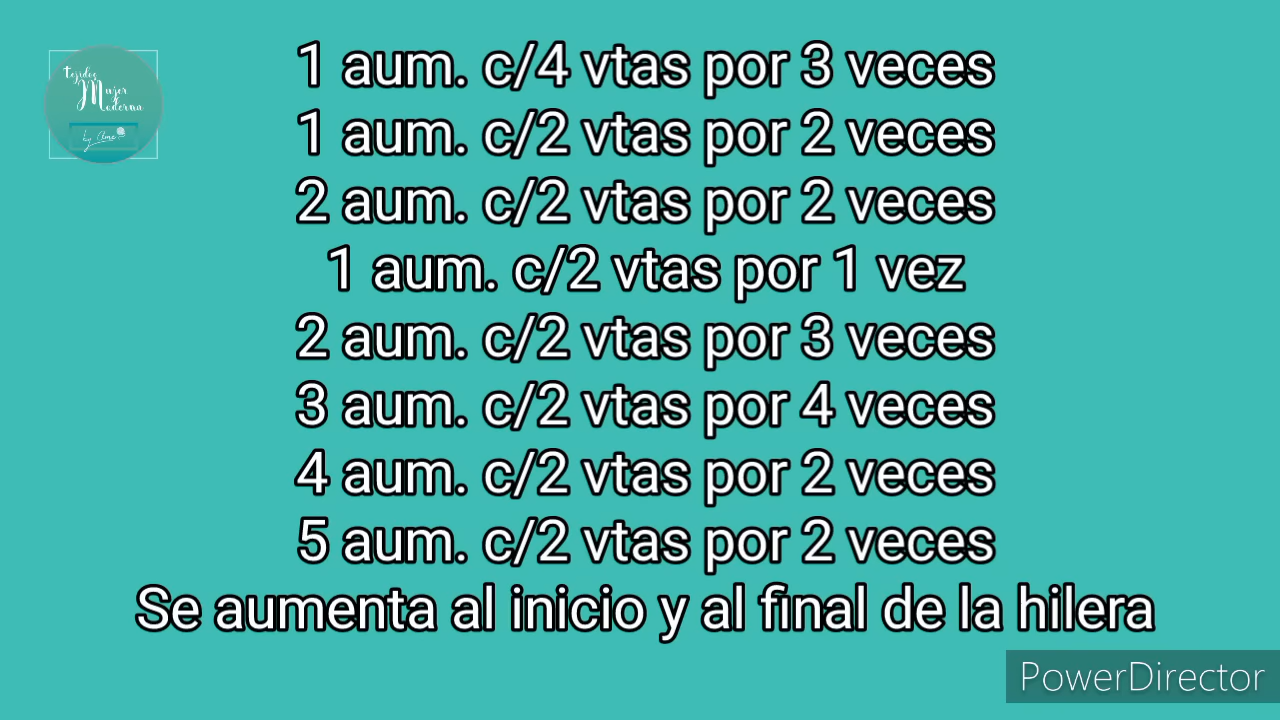 Tejidos
Mujer
Moderna
by Elmo
1 aum. c/4 vtas por 3 veces
1 aum. c/2 vtas por 2 veces
2 aum. c/2 vtas por 2 veces
1 aum. c/2 vtas por 1 vez
2 aum. c/2 vtas por 3 veces
3 aum. c/2 vtas por 4 veces
4 aum. c/2 vtas por 2 veces
5 aum. c/2 vtas por 2 veces
Se aumenta al inicio y al final de la hilera
PowerDirector